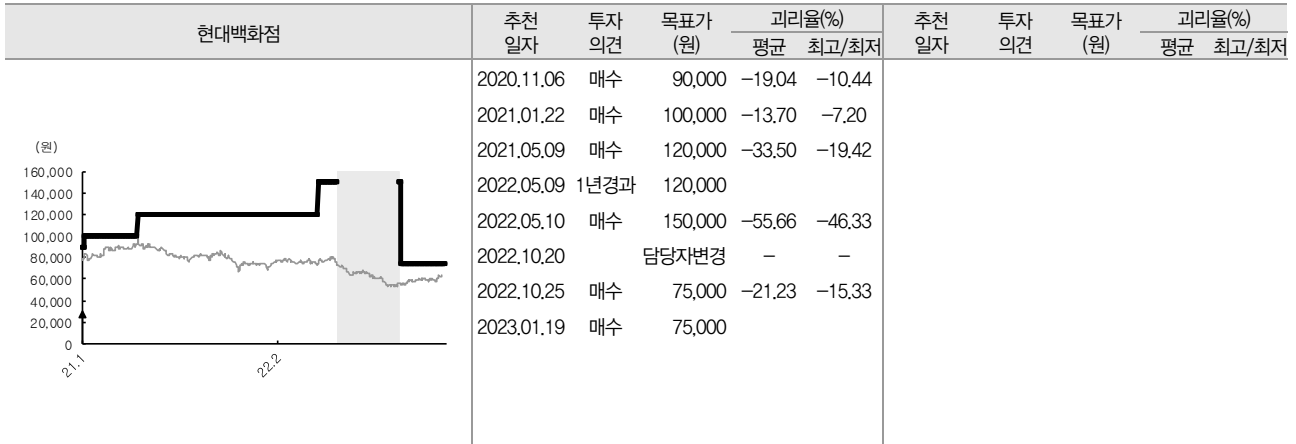 현대백화점
추천 일자 투자 의견 목표가 (원) 괴리율(%) 평균 최고/최저 추천 일자 투자 의견 목표가 (원) 괴리율(%) 평균 최고/최저
(원)
160,000
140,000
120,000
100,000
80,000
60,000
40,000
20,000
0
21.1
22.2
2020.11.06 매수 90,000 -19.04 -10.44
2021.01.22 매수 100,000 -13.70 -7.20
2021.05.09 매수 120,000 -33.50 -19.42
2022.05.09 1년경과 120,000
2022.05.10 매수 150,000 -55.66 -46.33
2022.10.20 담당자변경 - -
2022.10.25 매수 75,000 -21.23 -15.33
2023.01.19 매수 75,000